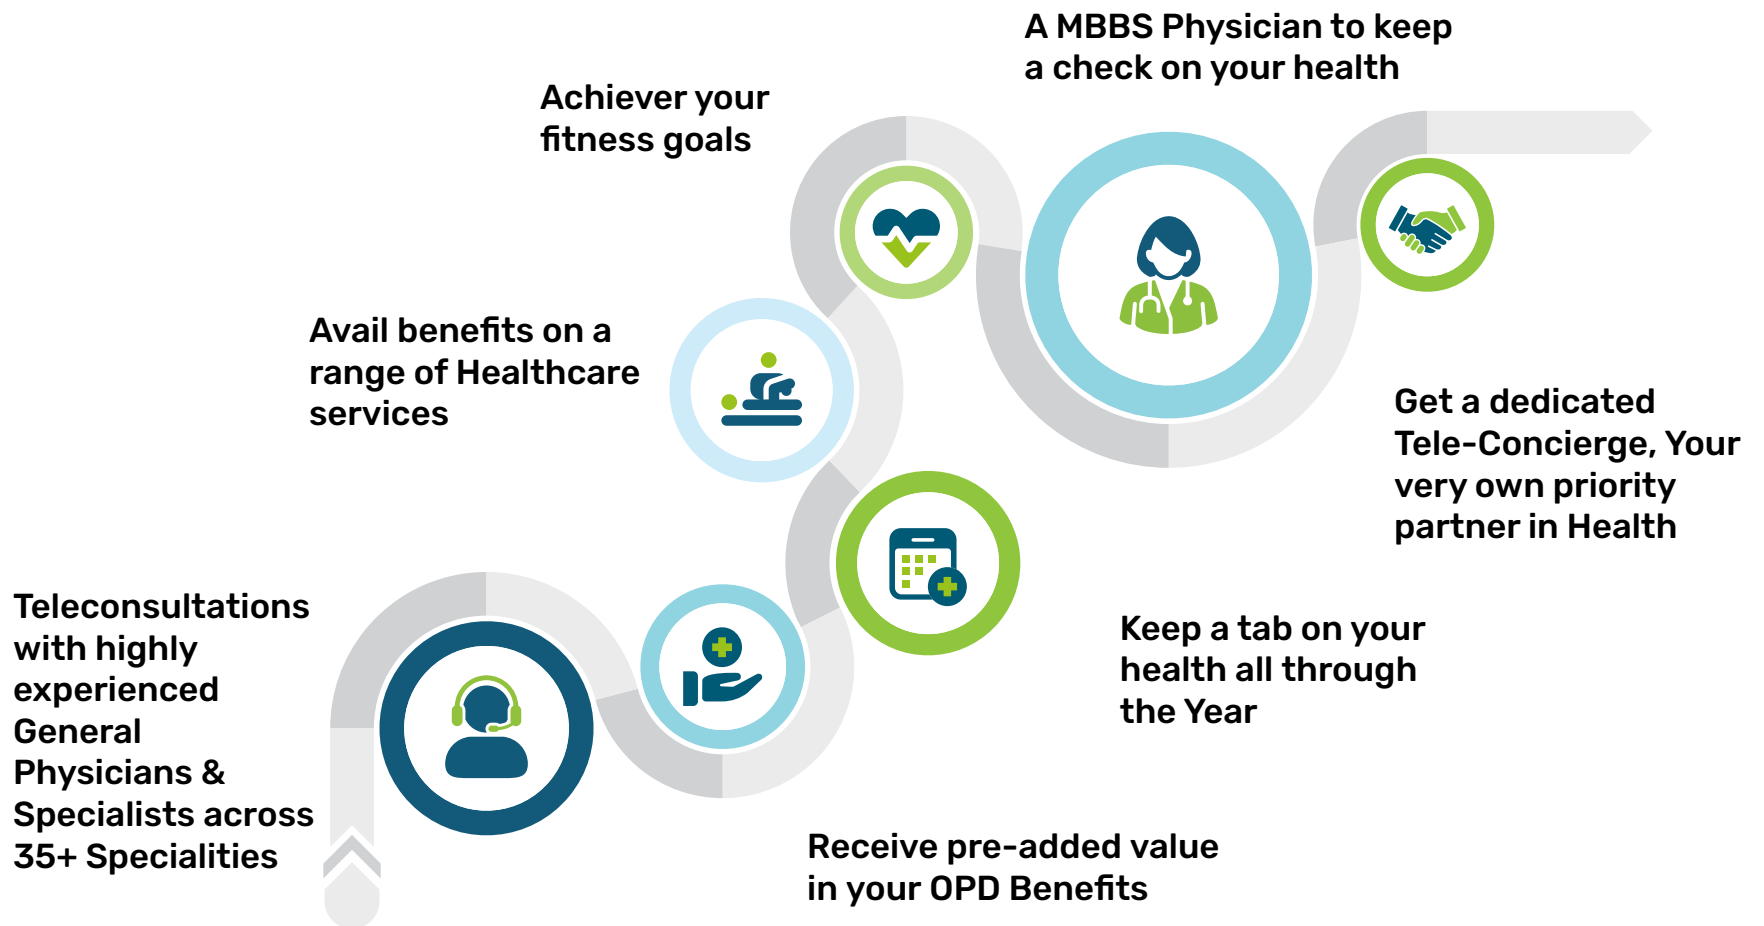 A MBBS Physician to keep
a check on your health
Achiever your
fitness goals
Avail benefits on a
range of Healthcare
services
Get a dedicated
Tele-Concierge, Your
very own priority
partner in Health
Teleconsultations
with highly
experienced
General
Physicians &
Specialists across
35+ Specialities
Keep a tab on your
health all through
the Year
Receive pre-added value
in your OPD Benefits